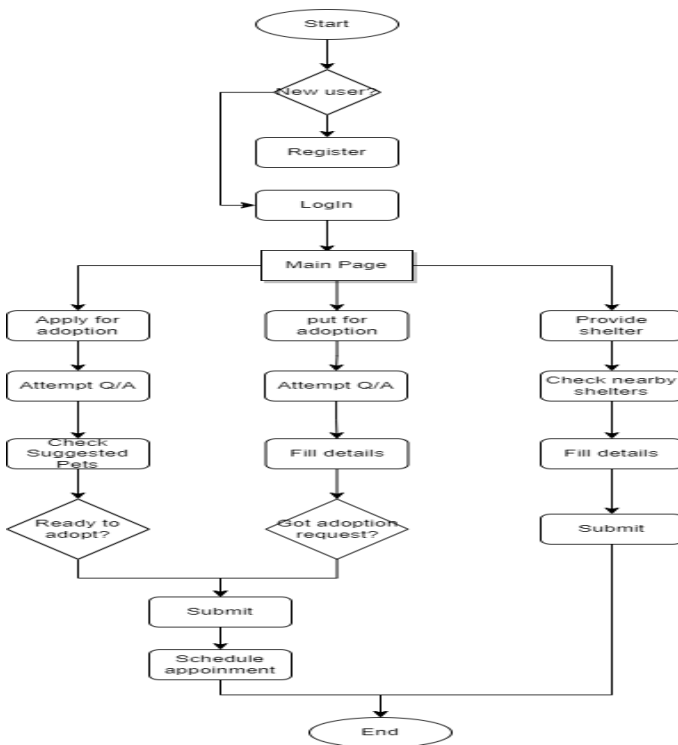 Start
New user?
Register
LogIn
Main Page
Apply for
adoption
put for
adoption
Provide
shelter
Attempt Q/A
Attempt Q/A
Check nearby
shelters
Check
Suggested
Pets
Fill details
Fill details
Ready to
adopt?
Got adoption
request?
Submit
Submit
Schedule
appoinment
End